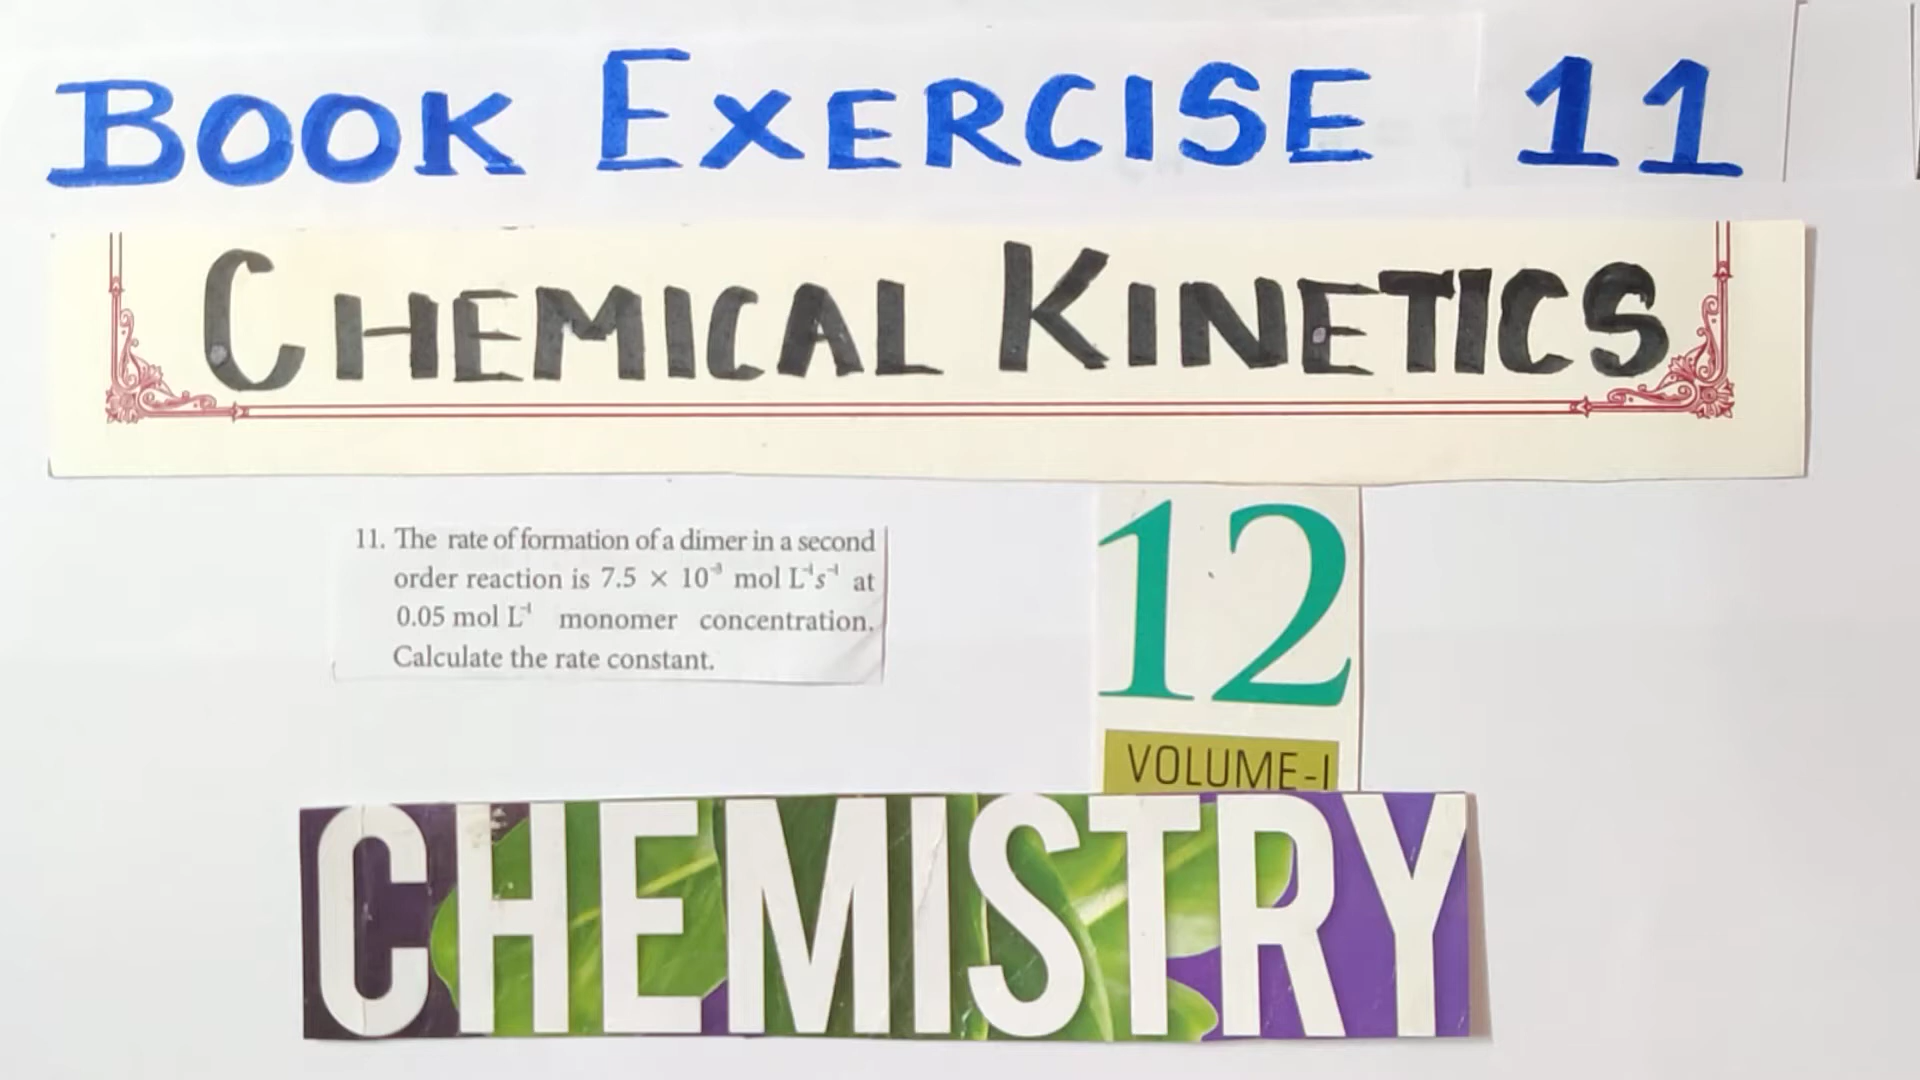 BOOK EXERCISE 11
CHEMICAL KINETICS
11. The rate of formation of a dimer in a second
order reaction is 7.5 × 10⁻³ mol L⁻¹s⁻¹ at
0.05 mol L⁻¹ monomer concentration.
Calculate the rate constant.
12
VOLUME-I
CHEMISTRY